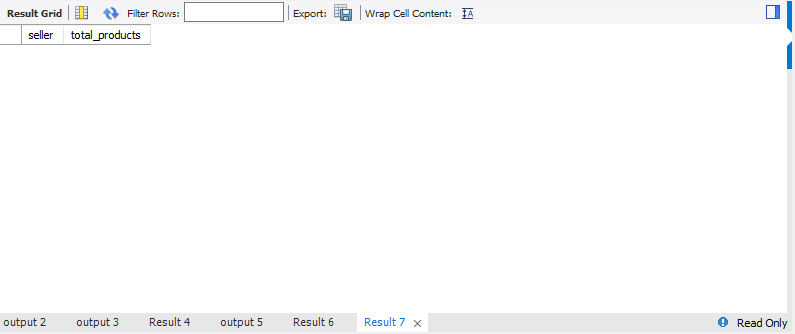 Result Grid Filter Rows: Export: Wrap Cell Content:
seller total_products
output 2 output 3 Result 4 output 5 Result 6 Result 7 Read Only